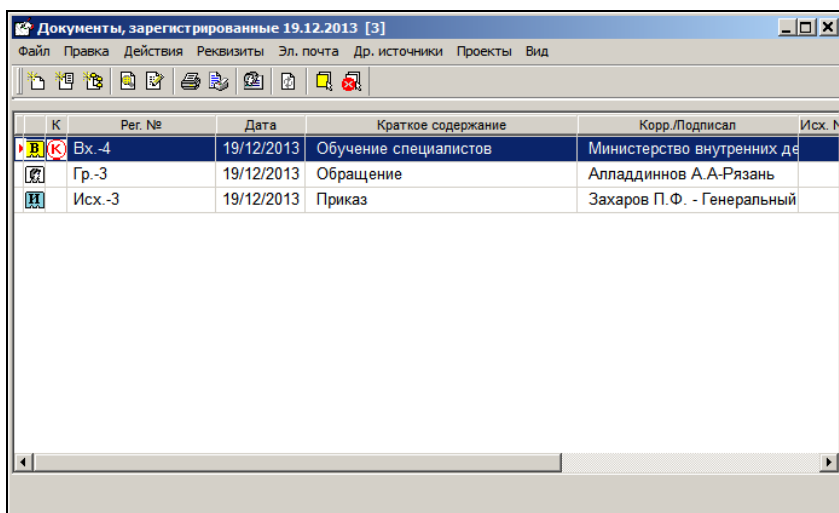 Документы, зарегистрированные 19.12.2013 [3]
Файл Правка Действия Реквизиты Эл. почта Др. источники Проекты Вид
К Рег. № Дата Краткое содержание Корр./Подписал Исх. N
В К Вх.-4 19/12/2013 Обучение специалистов Министерство внутренних де
Гр.-3 19/12/2013 Обращение Алладдиннов А.А-Рязань
И Исх.-3 19/12/2013 Приказ Захаров П.Ф. - Генеральный